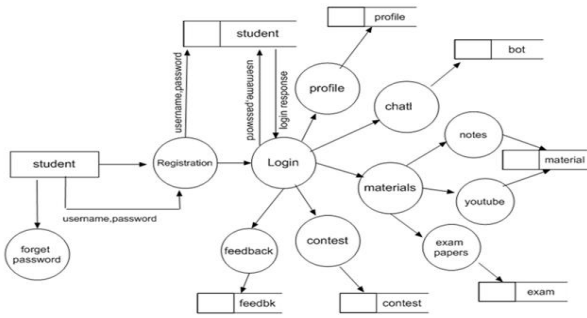 profile
student
bot
username,password
username,password
login response
profile
chatl
notes
student
Registration
Login
material
materials
youtube
username,password
forget
password
feedback
contest
exam
papers
feedbk
contest
exam